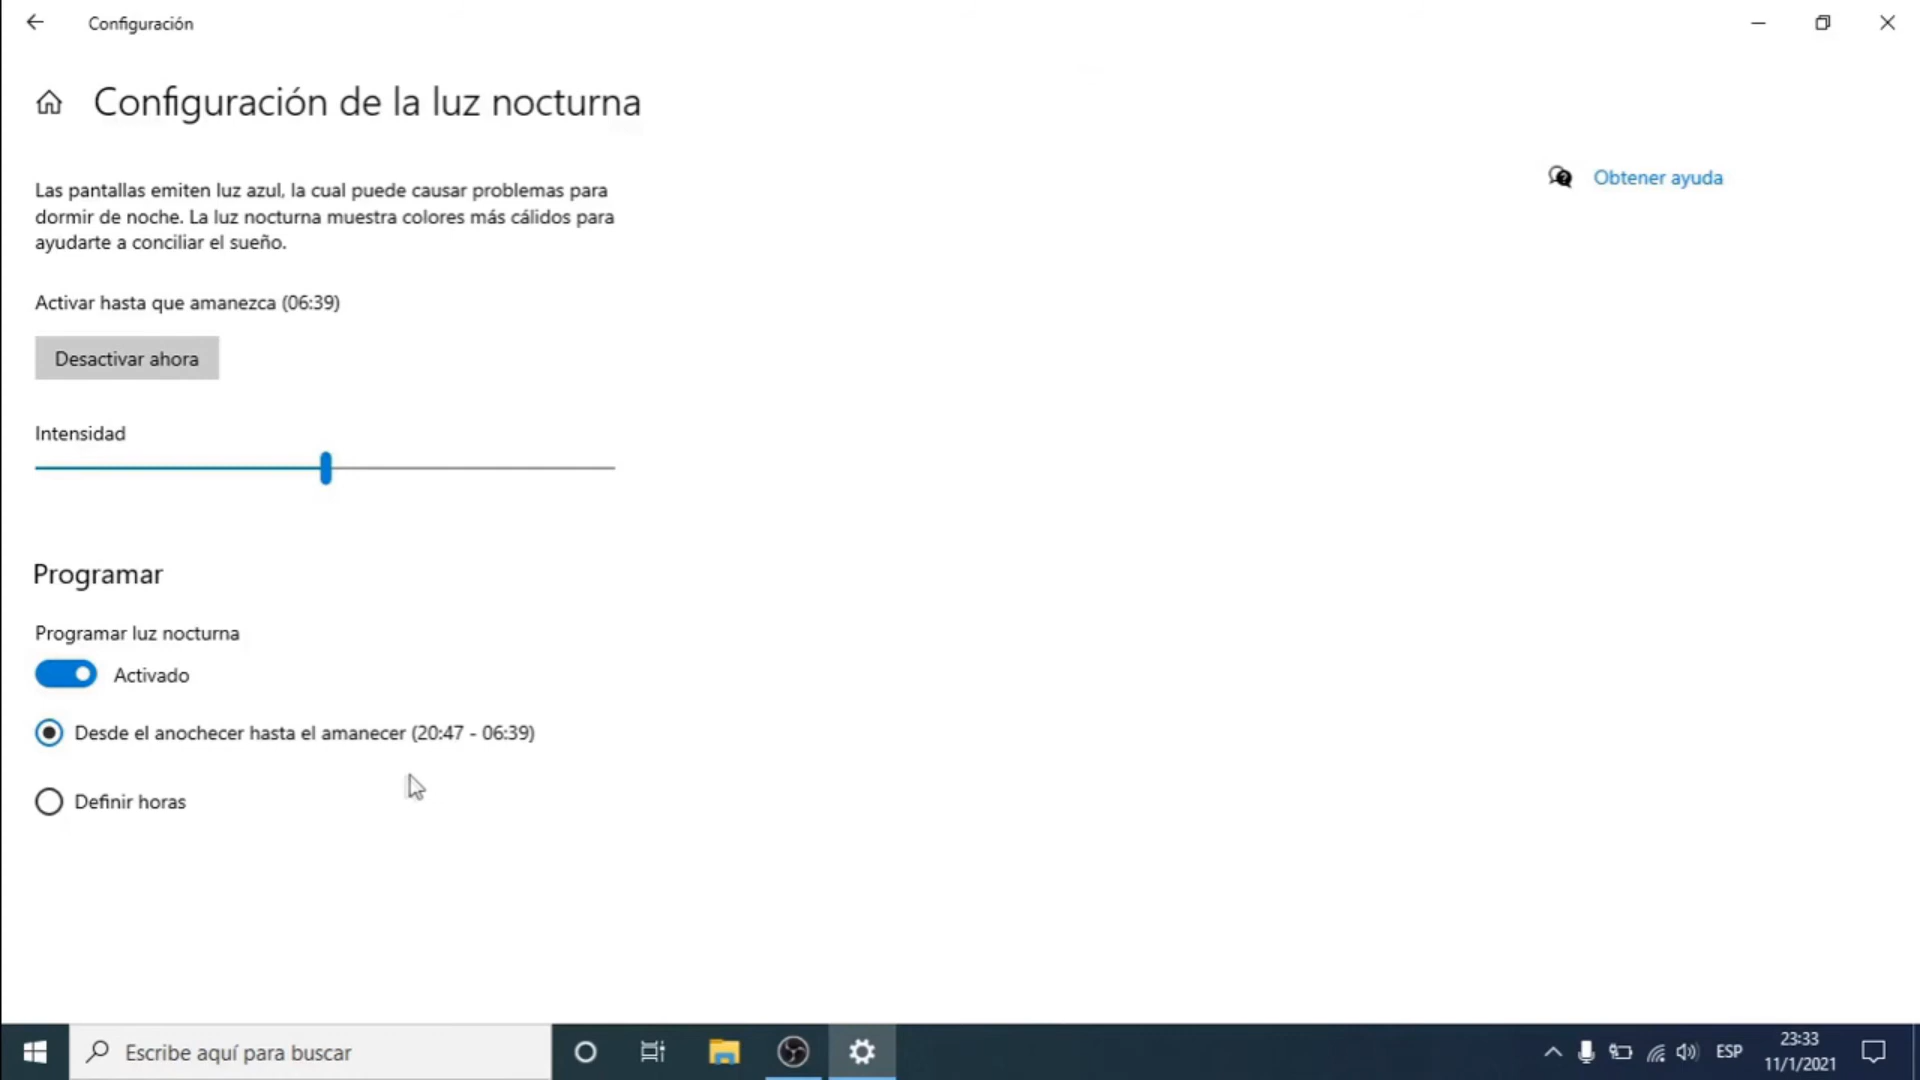 Configuración
Configuración de la luz nocturna
Las pantallas emiten luz azul, la cual puede causar problemas para
dormir de noche. La luz nocturna muestra colores más cálidos para
ayudarte a conciliar el sueño.
Obtener ayuda
Activar hasta que amanezca (06:39)
Desactivar ahora
Intensidad
Programar
Programar luz nocturna
Activado
Desde el anochecer hasta el amanecer (20:47 - 06:39)
Definir horas
Escribe aquí para buscar
ESP
23:33
11/1/2021